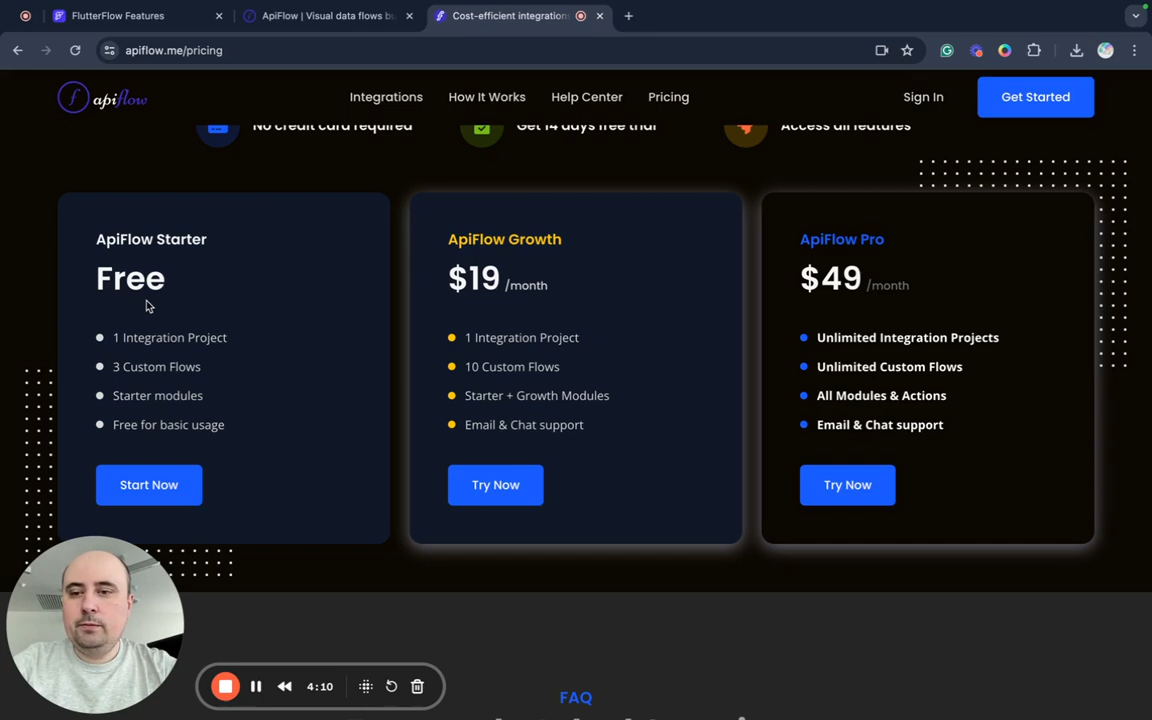 FlutterFlow Features
ApiFlow | Visual data flows bu
Cost-efficient integrations
apiflow.me/pricing
apiflow
Integrations
How It Works
Help Center
Pricing
Sign In
Get Started
No credit card required
Get 14 days free trial
Access all features
ApiFlow Starter
Free
1 Integration Project
3 Custom Flows
Starter modules
Free for basic usage
Start Now
ApiFlow Growth
$19 /month
1 Integration Project
10 Custom Flows
Starter + Growth Modules
Email & Chat support
Try Now
ApiFlow Pro
$49 /month
Unlimited Integration Projects
Unlimited Custom Flows
All Modules & Actions
Email & Chat support
Try Now
4:10
FAQ